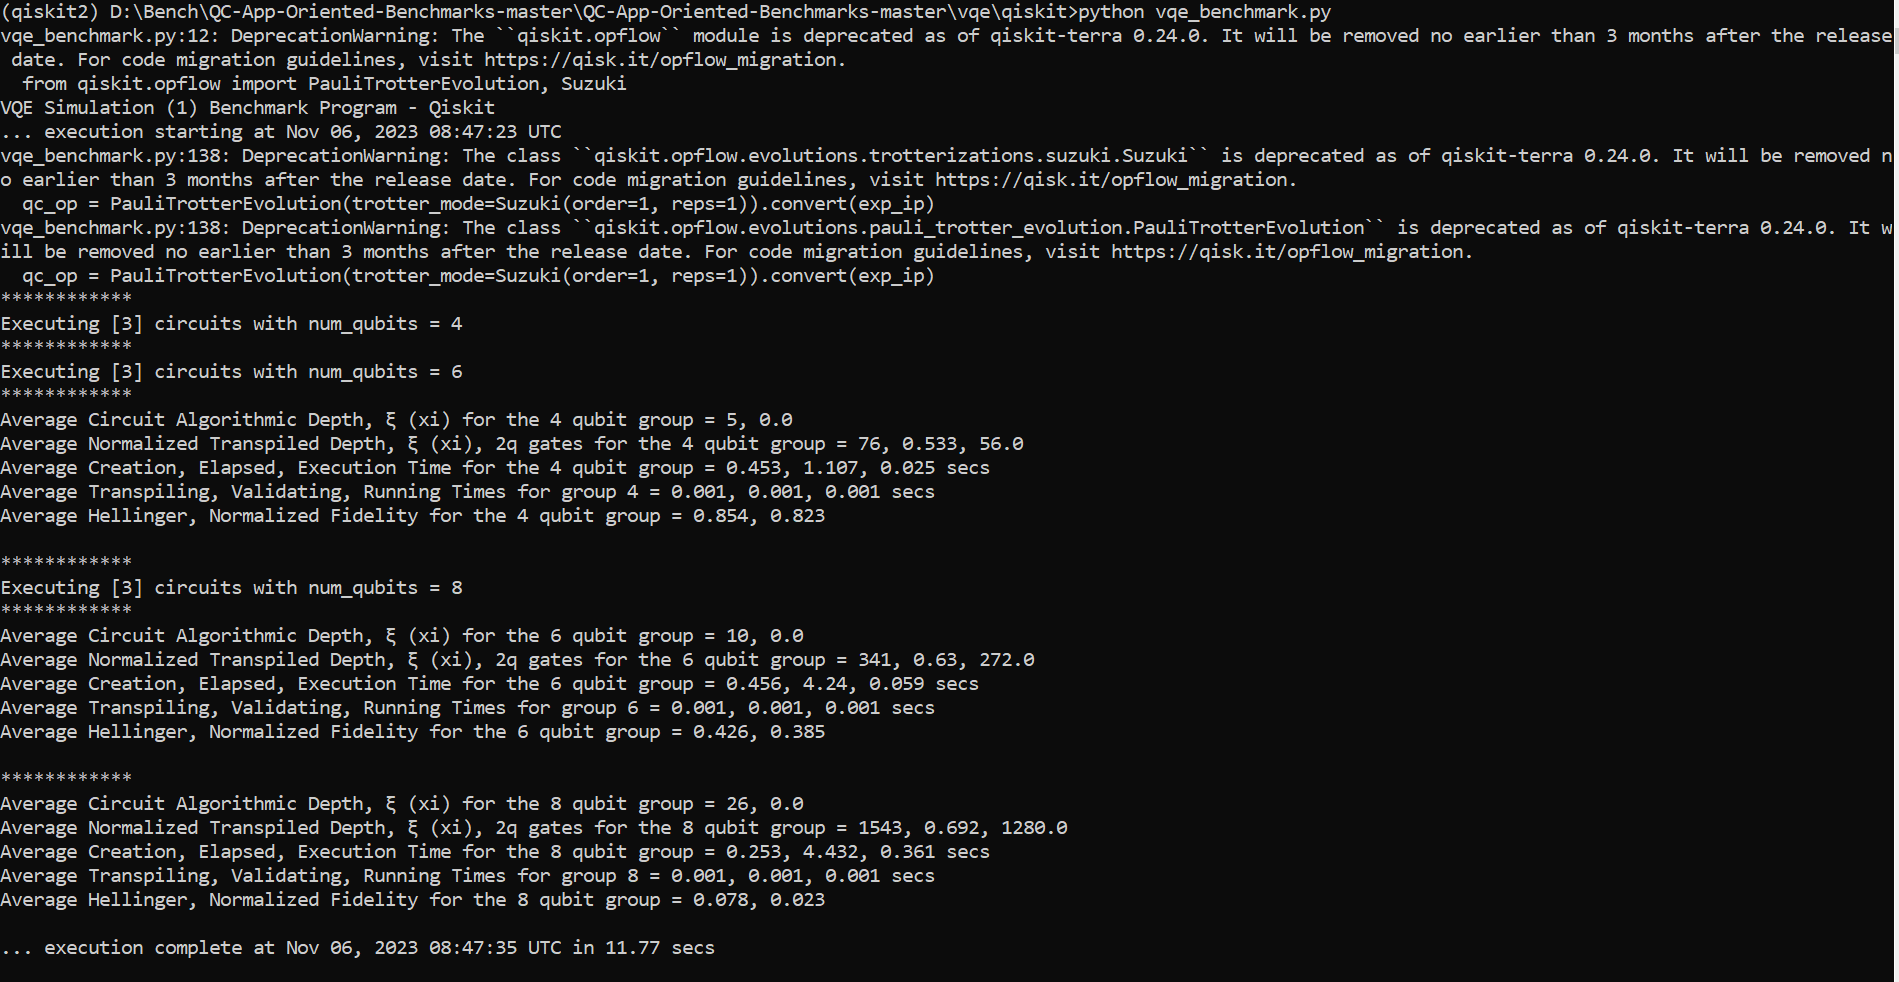 (qiskit2) D:\Bench\QC-App-Oriented-Benchmarks-master\QC-App-Oriented-Benchmarks-master\vqe\qiskit>python vqe_benchmark.py
vqe_benchmark.py:12: DeprecationWarning: The ``qiskit.opflow`` module is deprecated as of qiskit-terra 0.24.0. It will be removed no earlier than 3 months after the release
 date. For code migration guidelines, visit https://qisk.it/opflow_migration.
  from qiskit.opflow import PauliTrotterEvolution, Suzuki
VQE Simulation (1) Benchmark Program - Qiskit
... execution starting at Nov 06, 2023 08:47:23 UTC
vqe_benchmark.py:138: DeprecationWarning: The class ``qiskit.opflow.evolutions.trotterizations.suzuki.Suzuki`` is deprecated as of qiskit-terra 0.24.0. It will be removed n
o earlier than 3 months after the release date. For code migration guidelines, visit https://qisk.it/opflow_migration.
  qc_op = PauliTrotterEvolution(trotter_mode=Suzuki(order=1, reps=1)).convert(exp_ip)
vqe_benchmark.py:138: DeprecationWarning: The class ``qiskit.opflow.evolutions.pauli_trotter_evolution.PauliTrotterEvolution`` is deprecated as of qiskit-terra 0.24.0. It w
ill be removed no earlier than 3 months after the release date. For code migration guidelines, visit https://qisk.it/opflow_migration.
  qc_op = PauliTrotterEvolution(trotter_mode=Suzuki(order=1, reps=1)).convert(exp_ip)
************
Executing [3] circuits with num_qubits = 4
************
Executing [3] circuits with num_qubits = 6
************
Average Circuit Algorithmic Depth, ξ (xi) for the 4 qubit group = 5, 0.0
Average Normalized Transpiled Depth, ξ (xi), 2q gates for the 4 qubit group = 76, 0.533, 56.0
Average Creation, Elapsed, Execution Time for the 4 qubit group = 0.453, 1.107, 0.025 secs
Average Transpiling, Validating, Running Times for group 4 = 0.001, 0.001, 0.001 secs
Average Hellinger, Normalized Fidelity for the 4 qubit group = 0.854, 0.823

************
Executing [3] circuits with num_qubits = 8
************
Average Circuit Algorithmic Depth, ξ (xi) for the 6 qubit group = 10, 0.0
Average Normalized Transpiled Depth, ξ (xi), 2q gates for the 6 qubit group = 341, 0.63, 272.0
Average Creation, Elapsed, Execution Time for the 6 qubit group = 0.456, 4.24, 0.059 secs
Average Transpiling, Validating, Running Times for group 6 = 0.001, 0.001, 0.001 secs
Average Hellinger, Normalized Fidelity for the 6 qubit group = 0.426, 0.385

************
Average Circuit Algorithmic Depth, ξ (xi) for the 8 qubit group = 26, 0.0
Average Normalized Transpiled Depth, ξ (xi), 2q gates for the 8 qubit group = 1543, 0.692, 1280.0
Average Creation, Elapsed, Execution Time for the 8 qubit group = 0.253, 4.432, 0.361 secs
Average Transpiling, Validating, Running Times for group 8 = 0.001, 0.001, 0.001 secs
Average Hellinger, Normalized Fidelity for the 8 qubit group = 0.078, 0.023

... execution complete at Nov 06, 2023 08:47:35 UTC in 11.77 secs